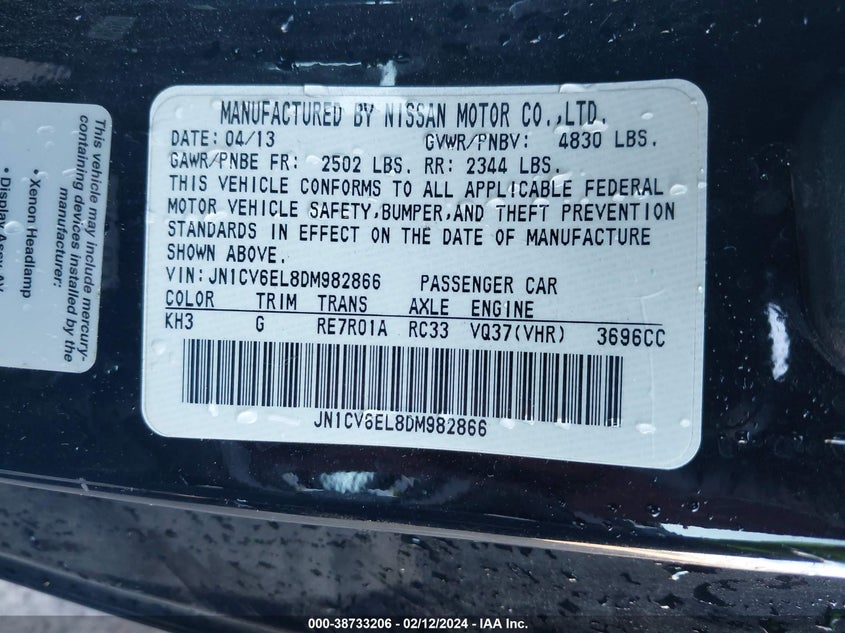 This vehicle may include mercury-
containing devices installed by the
manufacturer:
• Xenon Headlamp
• Display Assy, AV
MANUFACTURED BY NISSAN MOTOR CO.,LTD.
DATE: 04/13 GVWR/PNBV: 4830 LBS.
GAWR/PNBE FR: 2502 LBS. RR: 2344 LBS.
THIS VEHICLE CONFORMS TO ALL APPLICABLE FEDERAL
MOTOR VEHICLE SAFETY,BUMPER,AND THEFT PREVENTION
STANDARDS IN EFFECT ON THE DATE OF MANUFACTURE
SHOWN ABOVE.
VIN:JN1CV6EL8DM982866 PASSENGER CAR
COLOR TRIM TRANS AXLE ENGINE
KH3 G RE7R01A RC33 VQ37(VHR) 3696CC
JN1CV6EL8DM982866
000-38733206 - 02/12/2024 - IAA Inc.